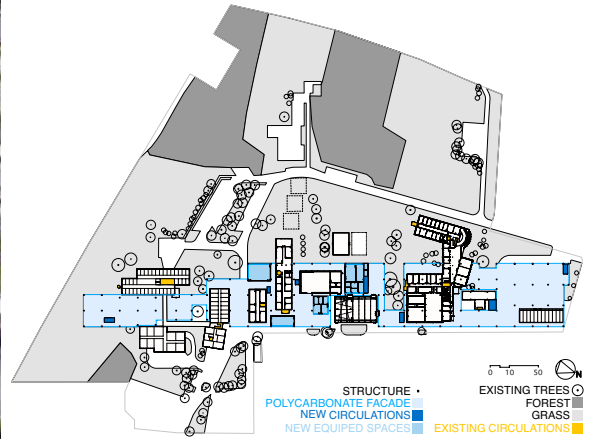 0 10 50
N
STRUCTURE
POLYCARBONATE FACADE
NEW CIRCULATIONS
NEW EQUIPED SPACES
EXISTING TREES
FOREST
GRASS
EXISTING CIRCULATIONS